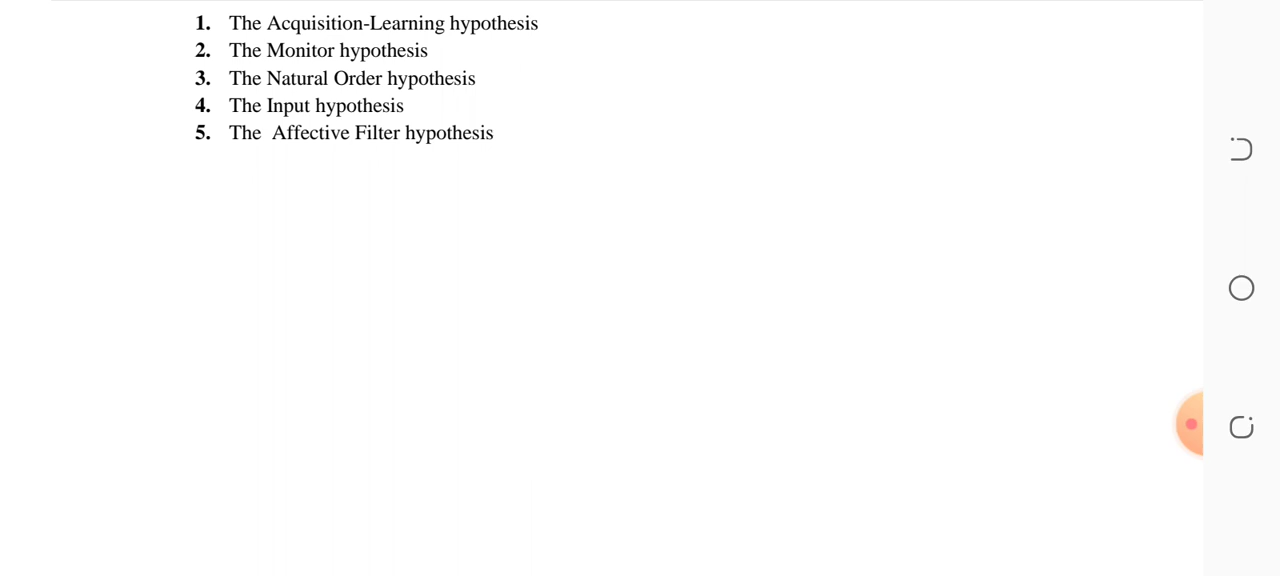 1. The Acquisition-Learning hypothesis
2. The Monitor hypothesis
3. The Natural Order hypothesis
4. The Input hypothesis
5. The Affective Filter hypothesis